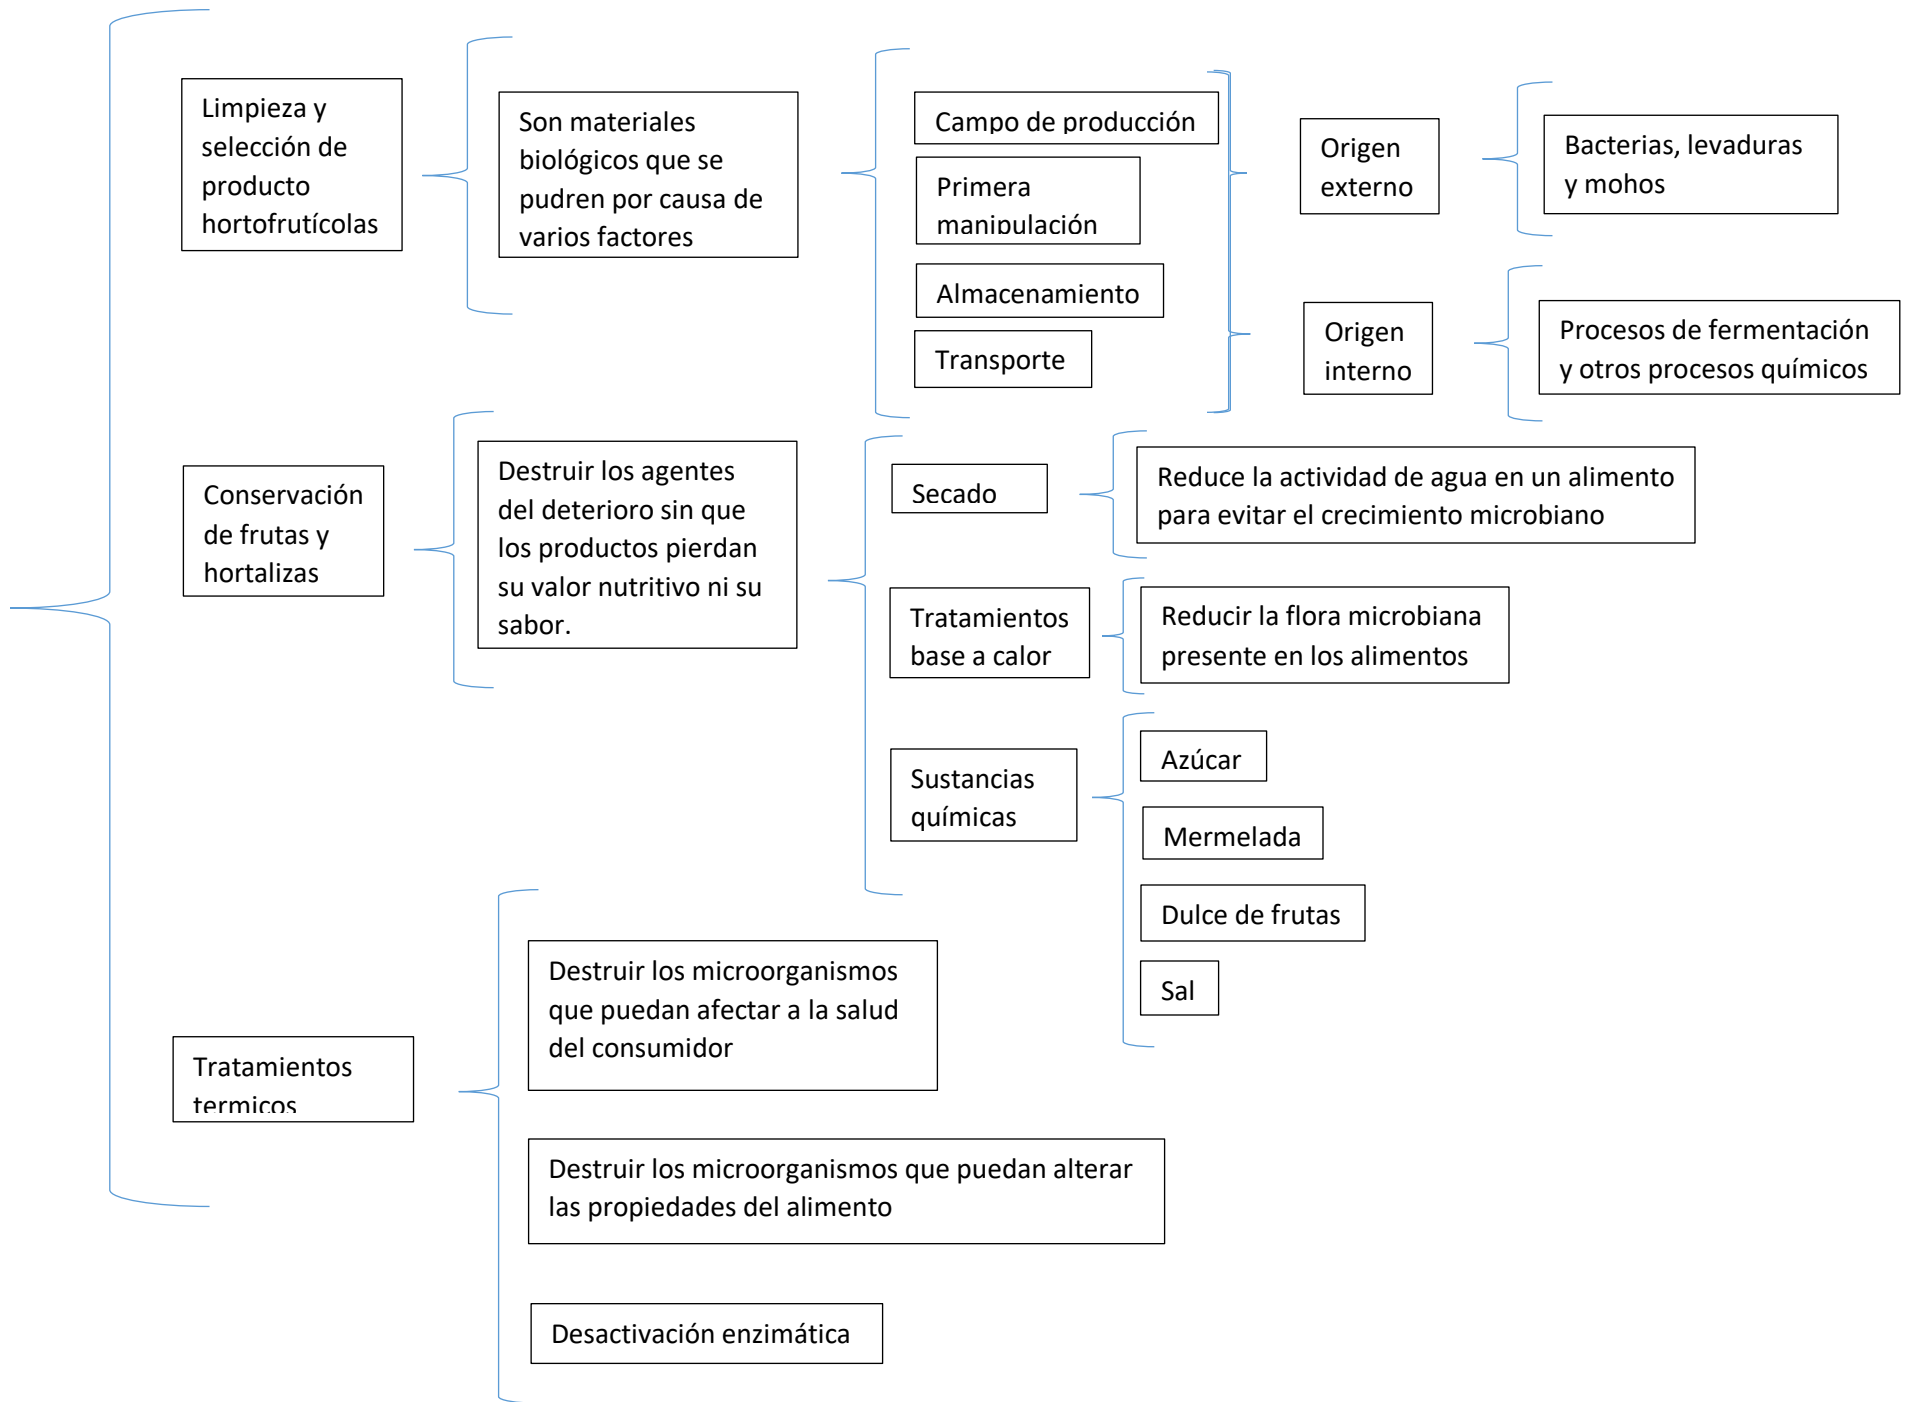 Limpieza y
selección de
producto
hortofrutícolas
Son materiales
biológicos que se
pudren por causa de
varios factores
Campo de producción
Primera
manipulación
Almacenamiento
Transporte
Origen
externo
Bacterias, levaduras
y mohos
Origen
interno
Procesos de fermentación
y otros procesos químicos
Conservación
de frutas y
hortalizas
Destruir los agentes
del deterioro sin que
los productos pierdan
su valor nutritivo ni su
sabor.
Secado
Reduce la actividad de agua en un alimento
para evitar el crecimiento microbiano
Tratamientos
base a calor
Reducir la flora microbiana
presente en los alimentos
Sustancias
químicas
Azúcar
Mermelada
Dulce de frutas
Sal
Tratamientos
termicos
Destruir los microorganismos
que puedan afectar a la salud
del consumidor
Destruir los microorganismos que puedan alterar
las propiedades del alimento
Desactivación enzimática